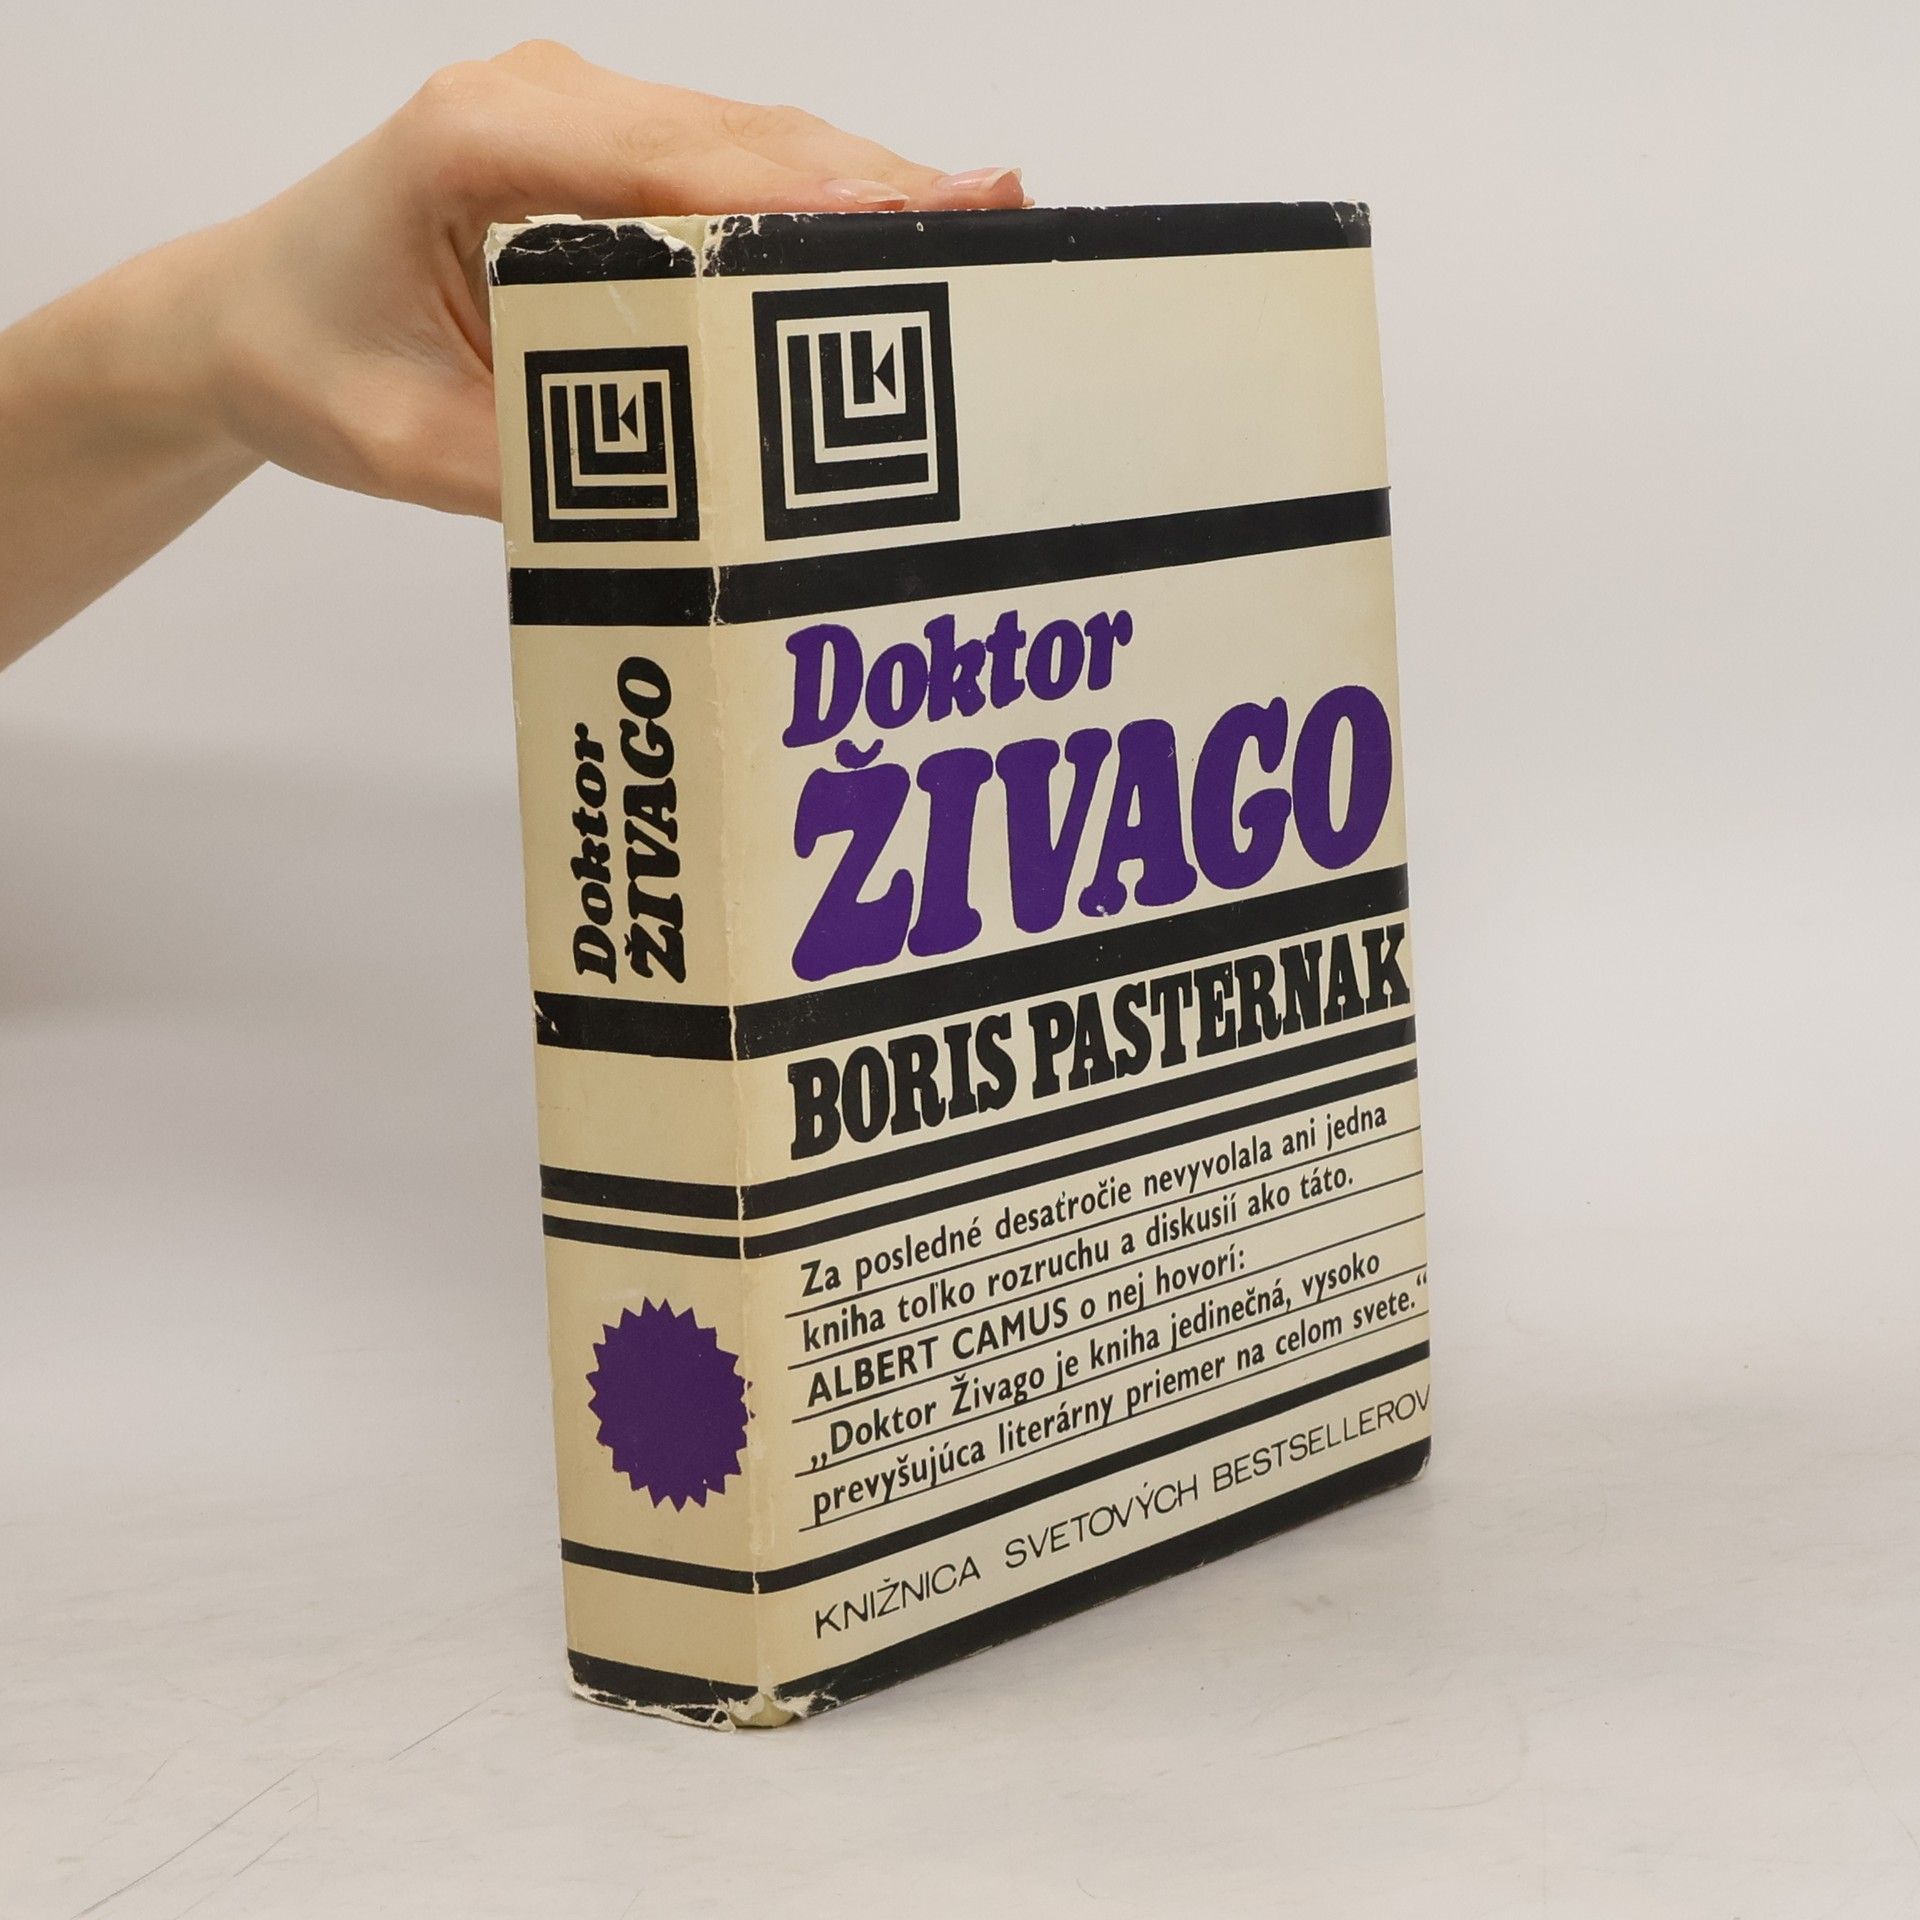 Doktor
ŽIVAGO
Doktor
ŽIVAGO
BORIS PASTERNAK
Za posledné desaťročie nevyvolala ani jedna
kniha toľko rozruchu a diskusií ako táto.
ALBERT CAMUS o nej hovorí:
„Doktor Živago je kniha jedinečná, vysoko
prevyšujúca literárny priemer na celom svete.“
KNIŽNICA SVETOVÝCH BESTSELLEROV